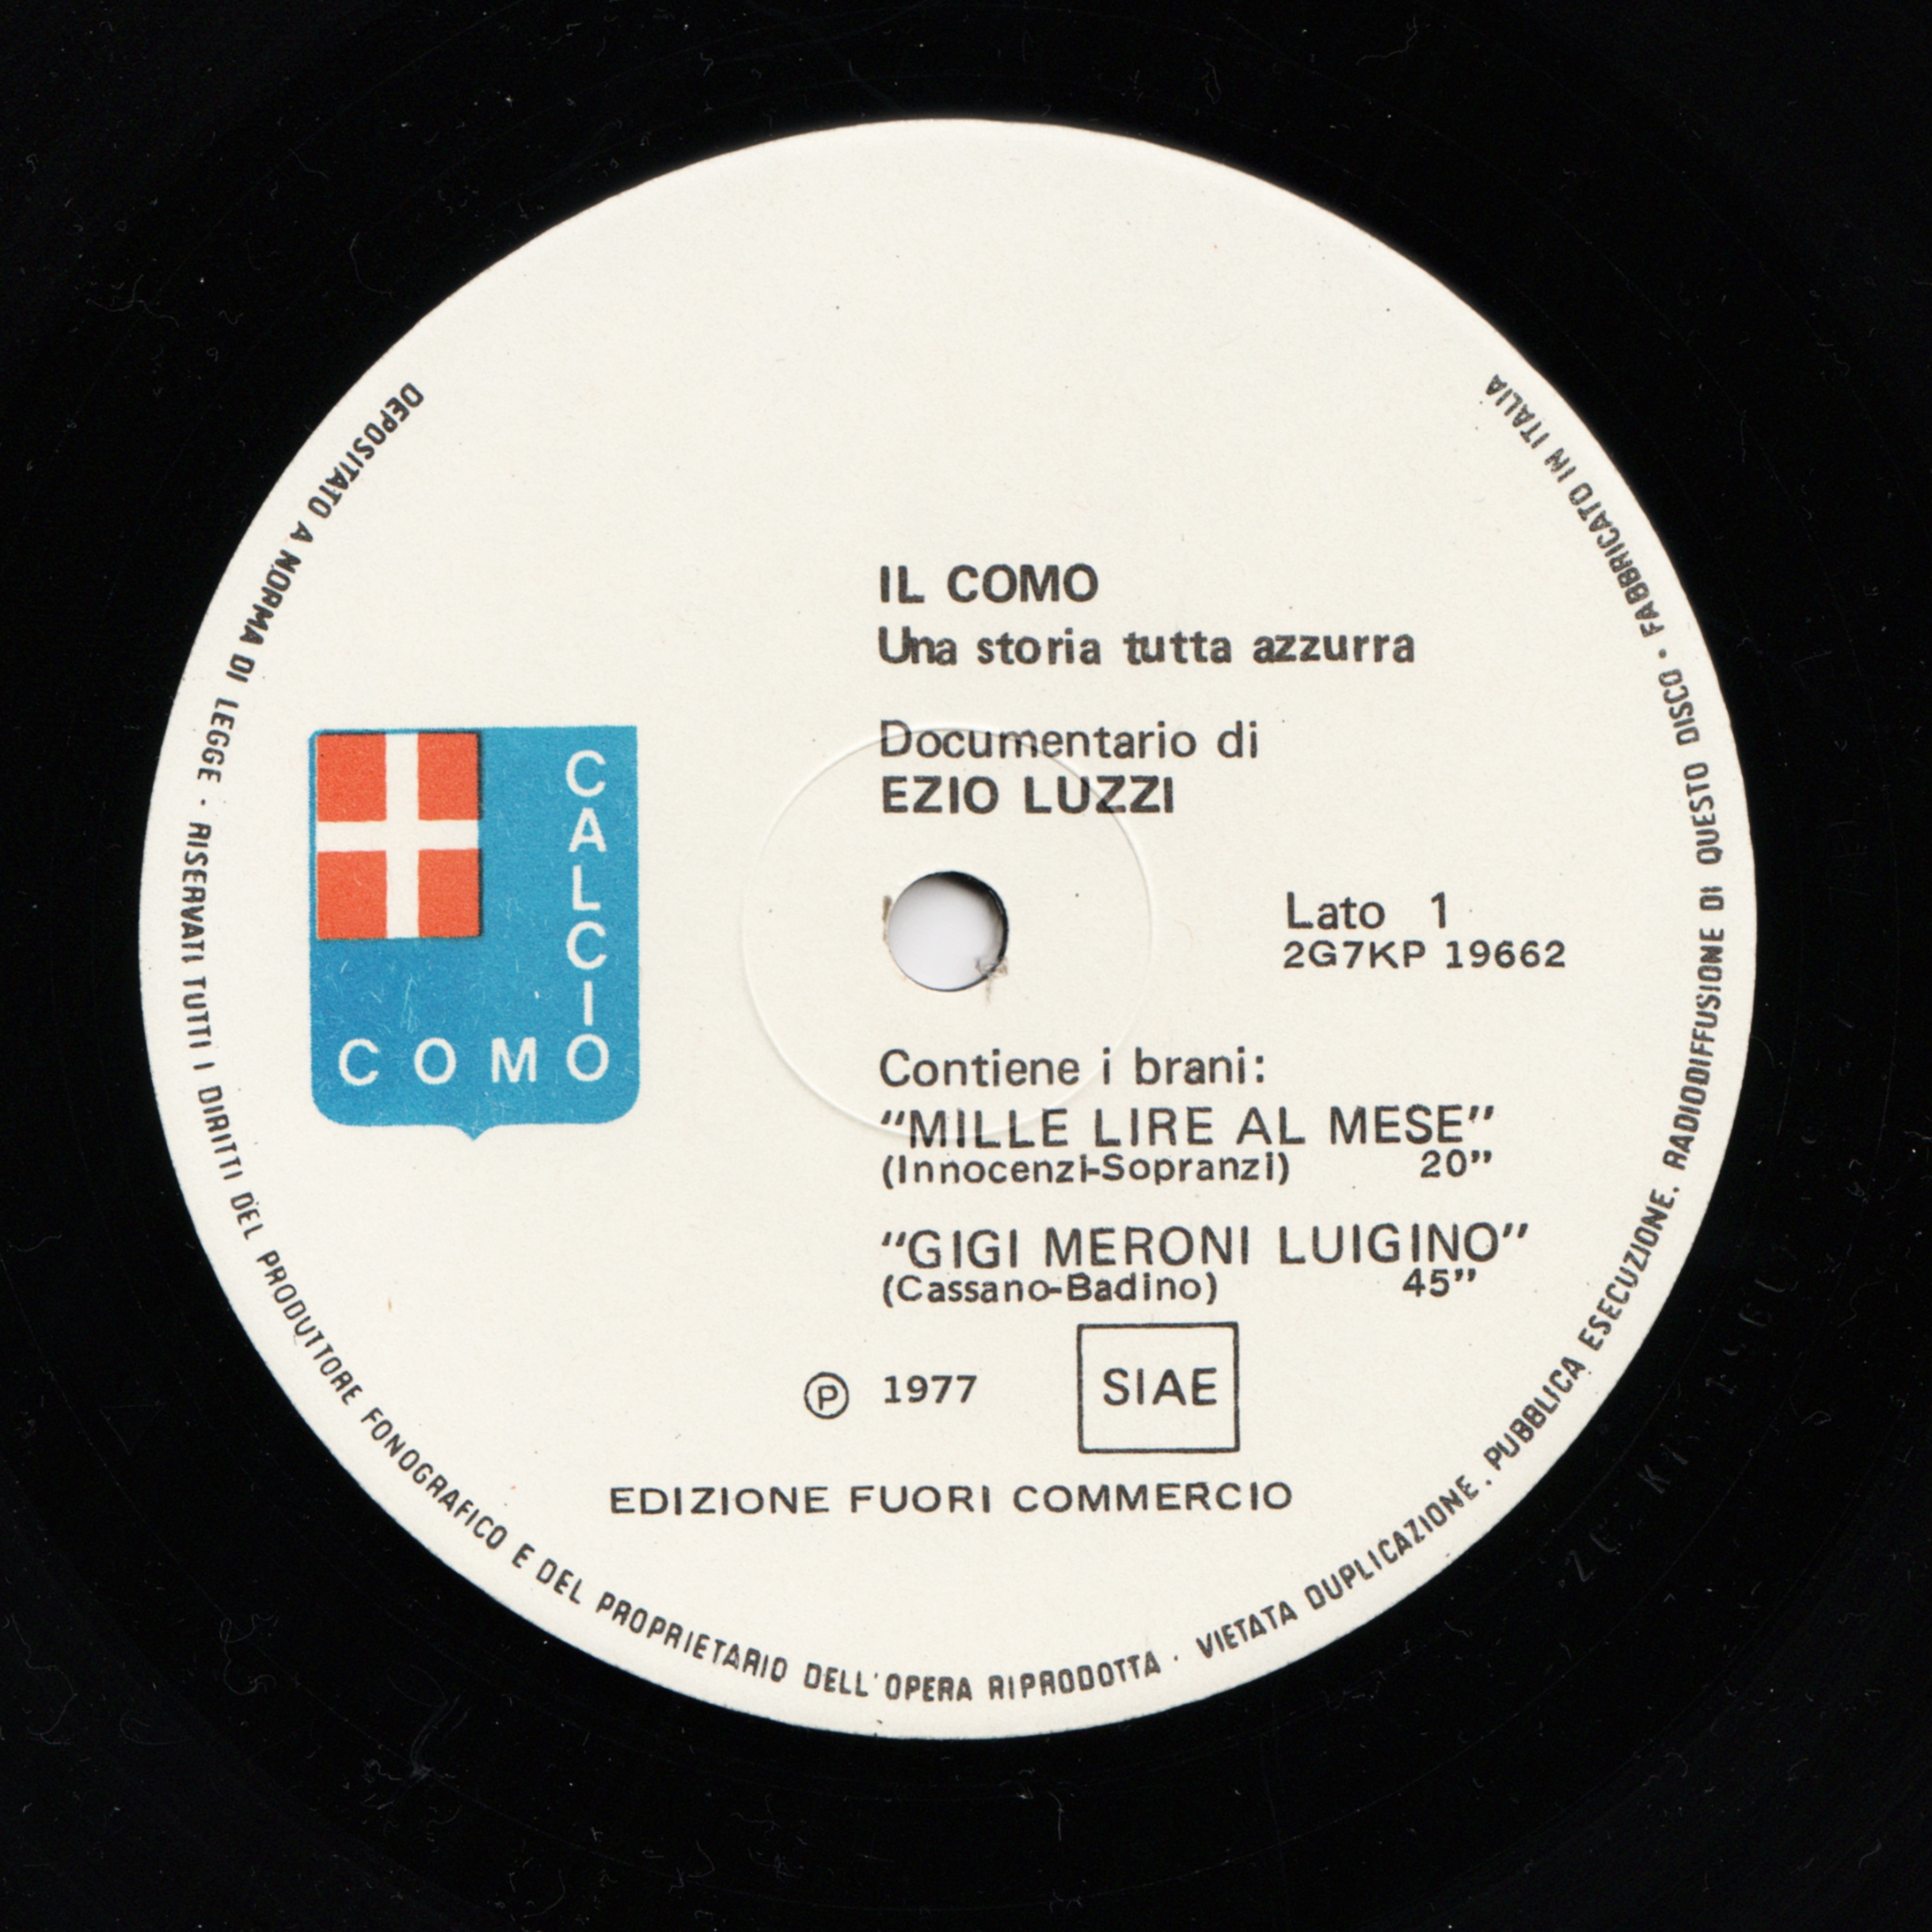 IL COMO
Una storia tutta azzurra
Documentario di
EZIO LUZZI
CALCIO
COMO
Lato 1
2G7KP 19662
Contiene i brani:
"MILLE LIRE AL MESE"
(Innocenzi-Sopranzi) 20"
"GIGI MERONI LUIGINO"
(Cassano-Badino) 45"
℗ 1977 SIAE
EDIZIONE FUORI COMMERCIO
DEPOSITATO A NORMA DI LEGGE · RISERVATI TUTTI I DIRITTI DEL PRODUTTORE FONOGRAFICO E DEL PROPRIETARIO DELL'OPERA RIPRODOTTA · VIETATA DUPLICAZIONE. PUBBLICA ESECUZIONE. RADIODIFFUSIONE DI QUESTO DISCO · FABBRICATO IN ITALIA